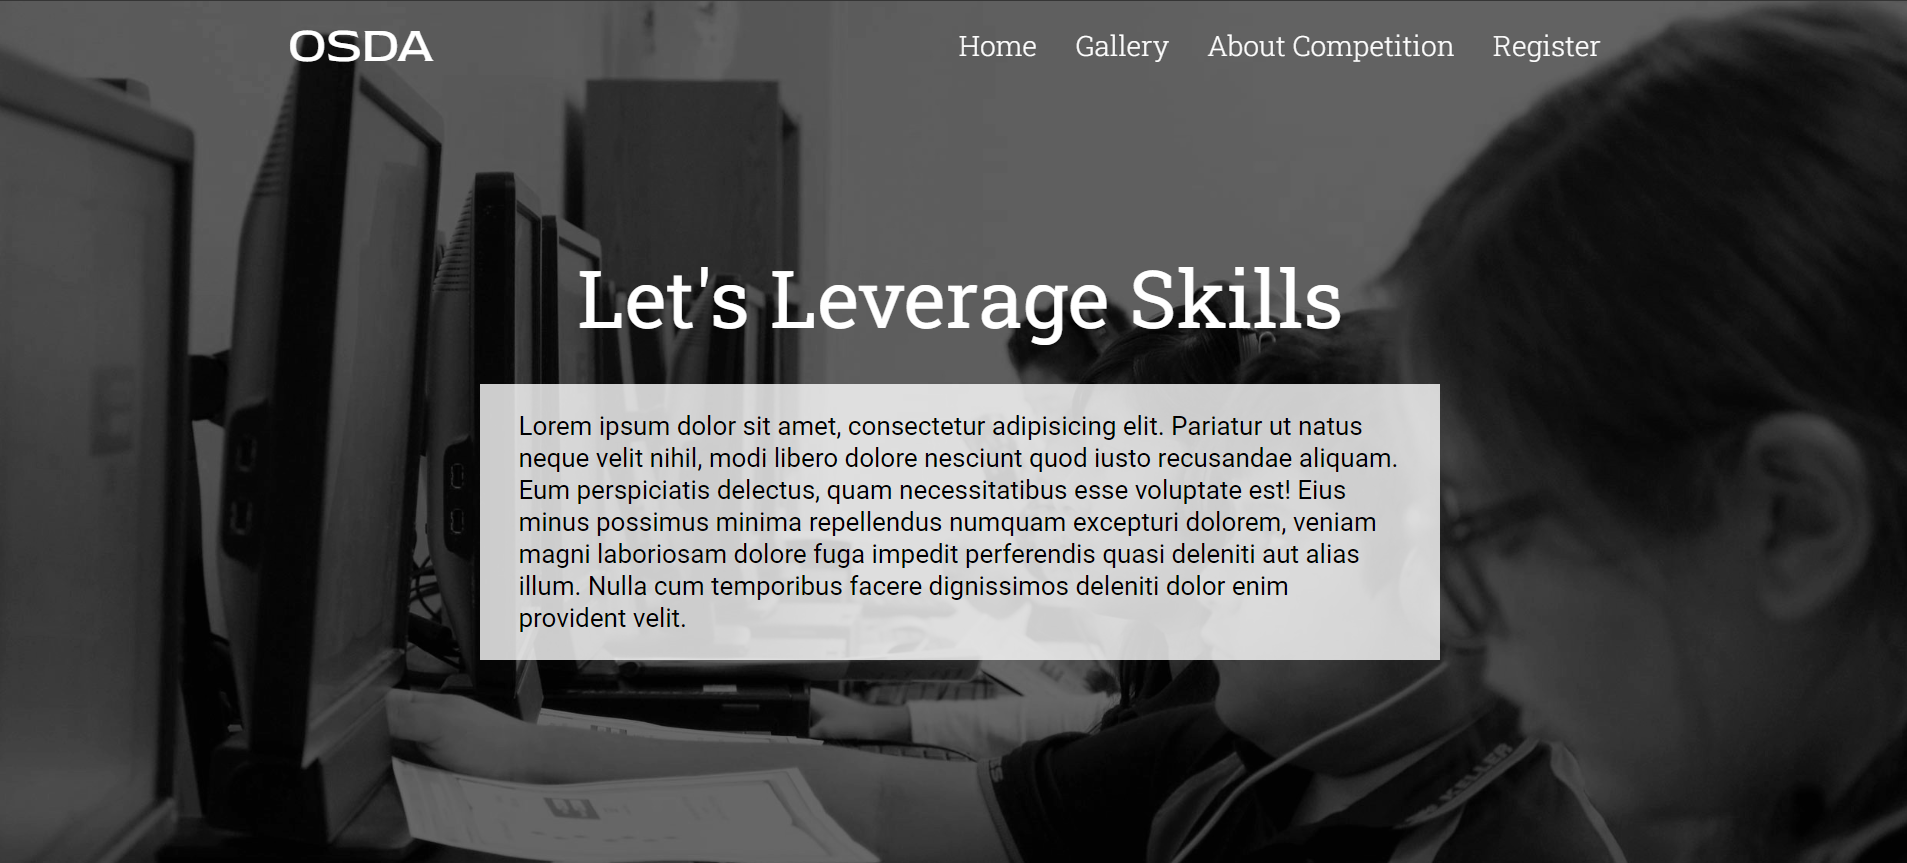 OSDA
Home Gallery About Competition Register
Let's Leverage Skills
Lorem ipsum dolor sit amet, consectetur adipisicing elit. Pariatur ut natus
neque velit nihil, modi libero dolore nesciunt quod iusto recusandae aliquam.
Eum perspiciatis delectus, quam necessitatibus esse voluptate est! Eius
minus possimus minima repellendus numquam excepturi dolorem, veniam
magni laboriosam dolore fuga impedit perferendis quasi deleniti aut alias
illum. Nulla cum temporibus facere dignissimos deleniti dolor enim
provident velit.
KELLER